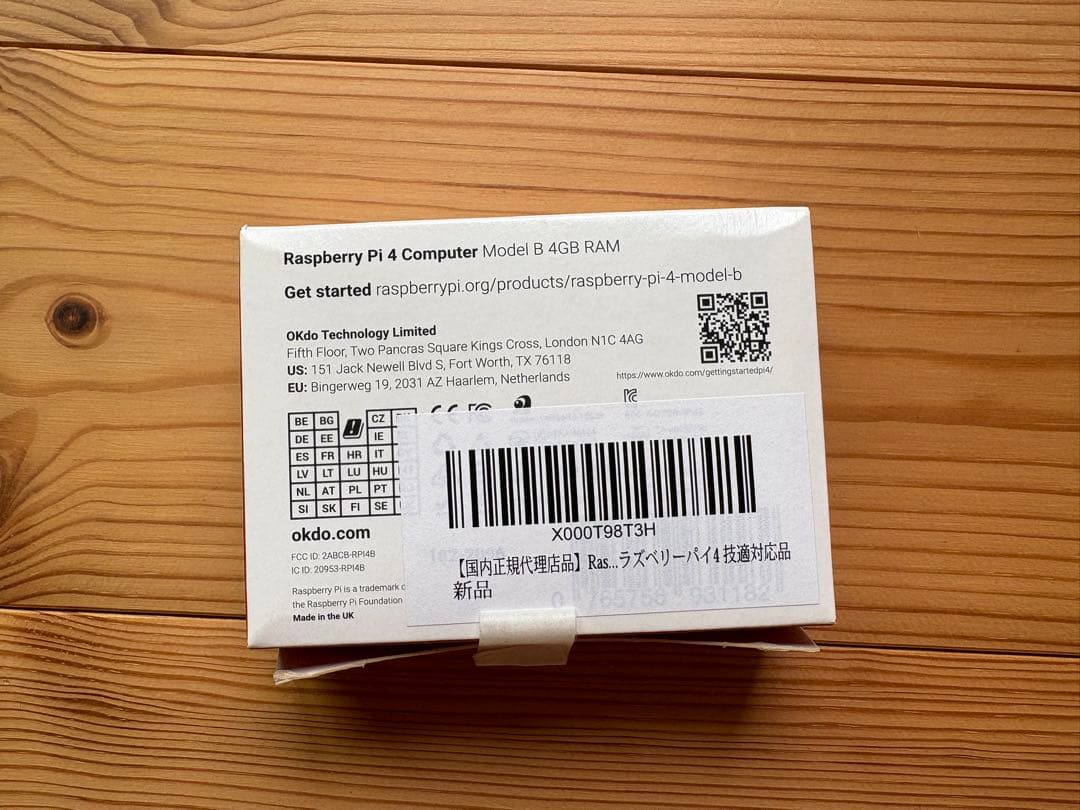 Raspberry Pi 4 Computer Model B 4GB RAM
Get started raspberrypi.org/products/raspberry-pi-4-model-b
OKdo Technology Limited
Fifth Floor, Two Pancras Square Kings Cross, London N1C 4AG
US: 151 Jack Newell Blvd S, Fort Worth, TX 76118
EU: Bingerweg 19, 2031 AZ Haarlem, Netherlands
https://www.okdo.com/gettingstartedpi4/
BE BG CZ
DE EE IE
ES FR HR IT
LV LT LU HU
NL AT PL PT
SI SK FI SE
okdo.com
FCC ID: 2ABCB-RPI4B
IC ID: 20953-RPI4B
Raspberry Pi is a trademark
the Raspberry Pi Foundation
Made in the UK
X000T98T3H
【国内正規代理店品】Ras...ラズベリーパイ4 技適対応品
新品
0 765756 931182